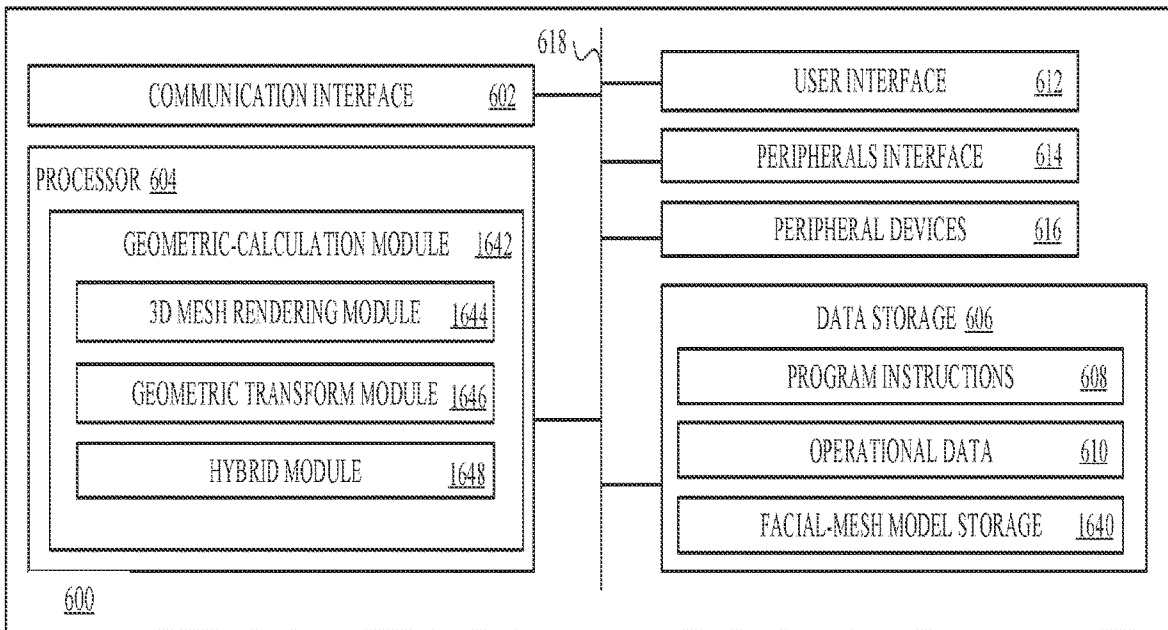 618
COMMUNICATION INTERFACE 602
PROCESSOR 604
GEOMETRIC-CALCULATION MODULE 1642
3D MESH RENDERING MODULE 1644
GEOMETRIC TRANSFORM MODULE 1646
HYBRID MODULE 1648
600
USER INTERFACE 612
PERIPHERALS INTERFACE 614
PERIPHERAL DEVICES 616
DATA STORAGE 606
PROGRAM INSTRUCTIONS 608
OPERATIONAL DATA 610
FACIAL-MESH MODEL STORAGE 1640